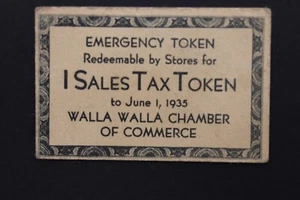 EMERGENCY TOKEN
Redeemable by Stores for
1 SALES TAX TOKEN
to June 1, 1935
WALLA WALLA CHAMBER
OF COMMERCE